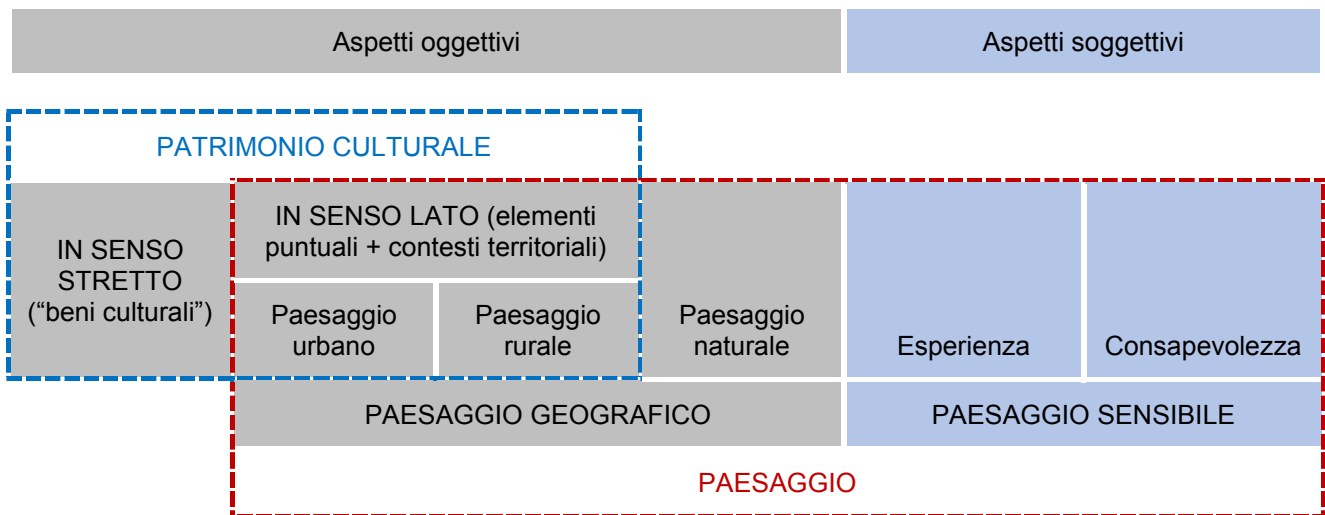 Aspetti oggettivi
Aspetti soggettivi
PATRIMONIO CULTURALE
IN SENSO
STRETTO
(“beni culturali”)
IN SENSO LATO (elementi
puntuali + contesti territoriali)
Paesaggio
urbano
Paesaggio
rurale
Paesaggio
naturale
Esperienza
Consapevolezza
PAESAGGIO GEOGRAFICO
PAESAGGIO SENSIBILE
PAESAGGIO